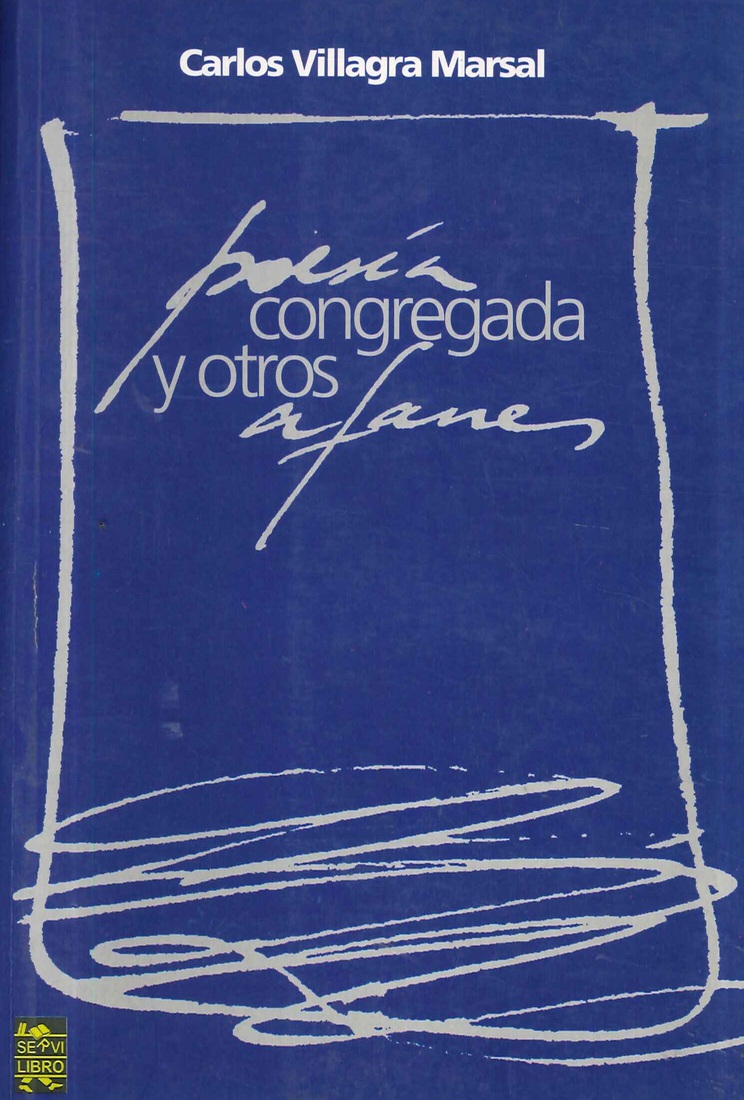 Carlos Villagra Marsal
poesía
congregada
y otros
afanes
SERVI
LIBRO